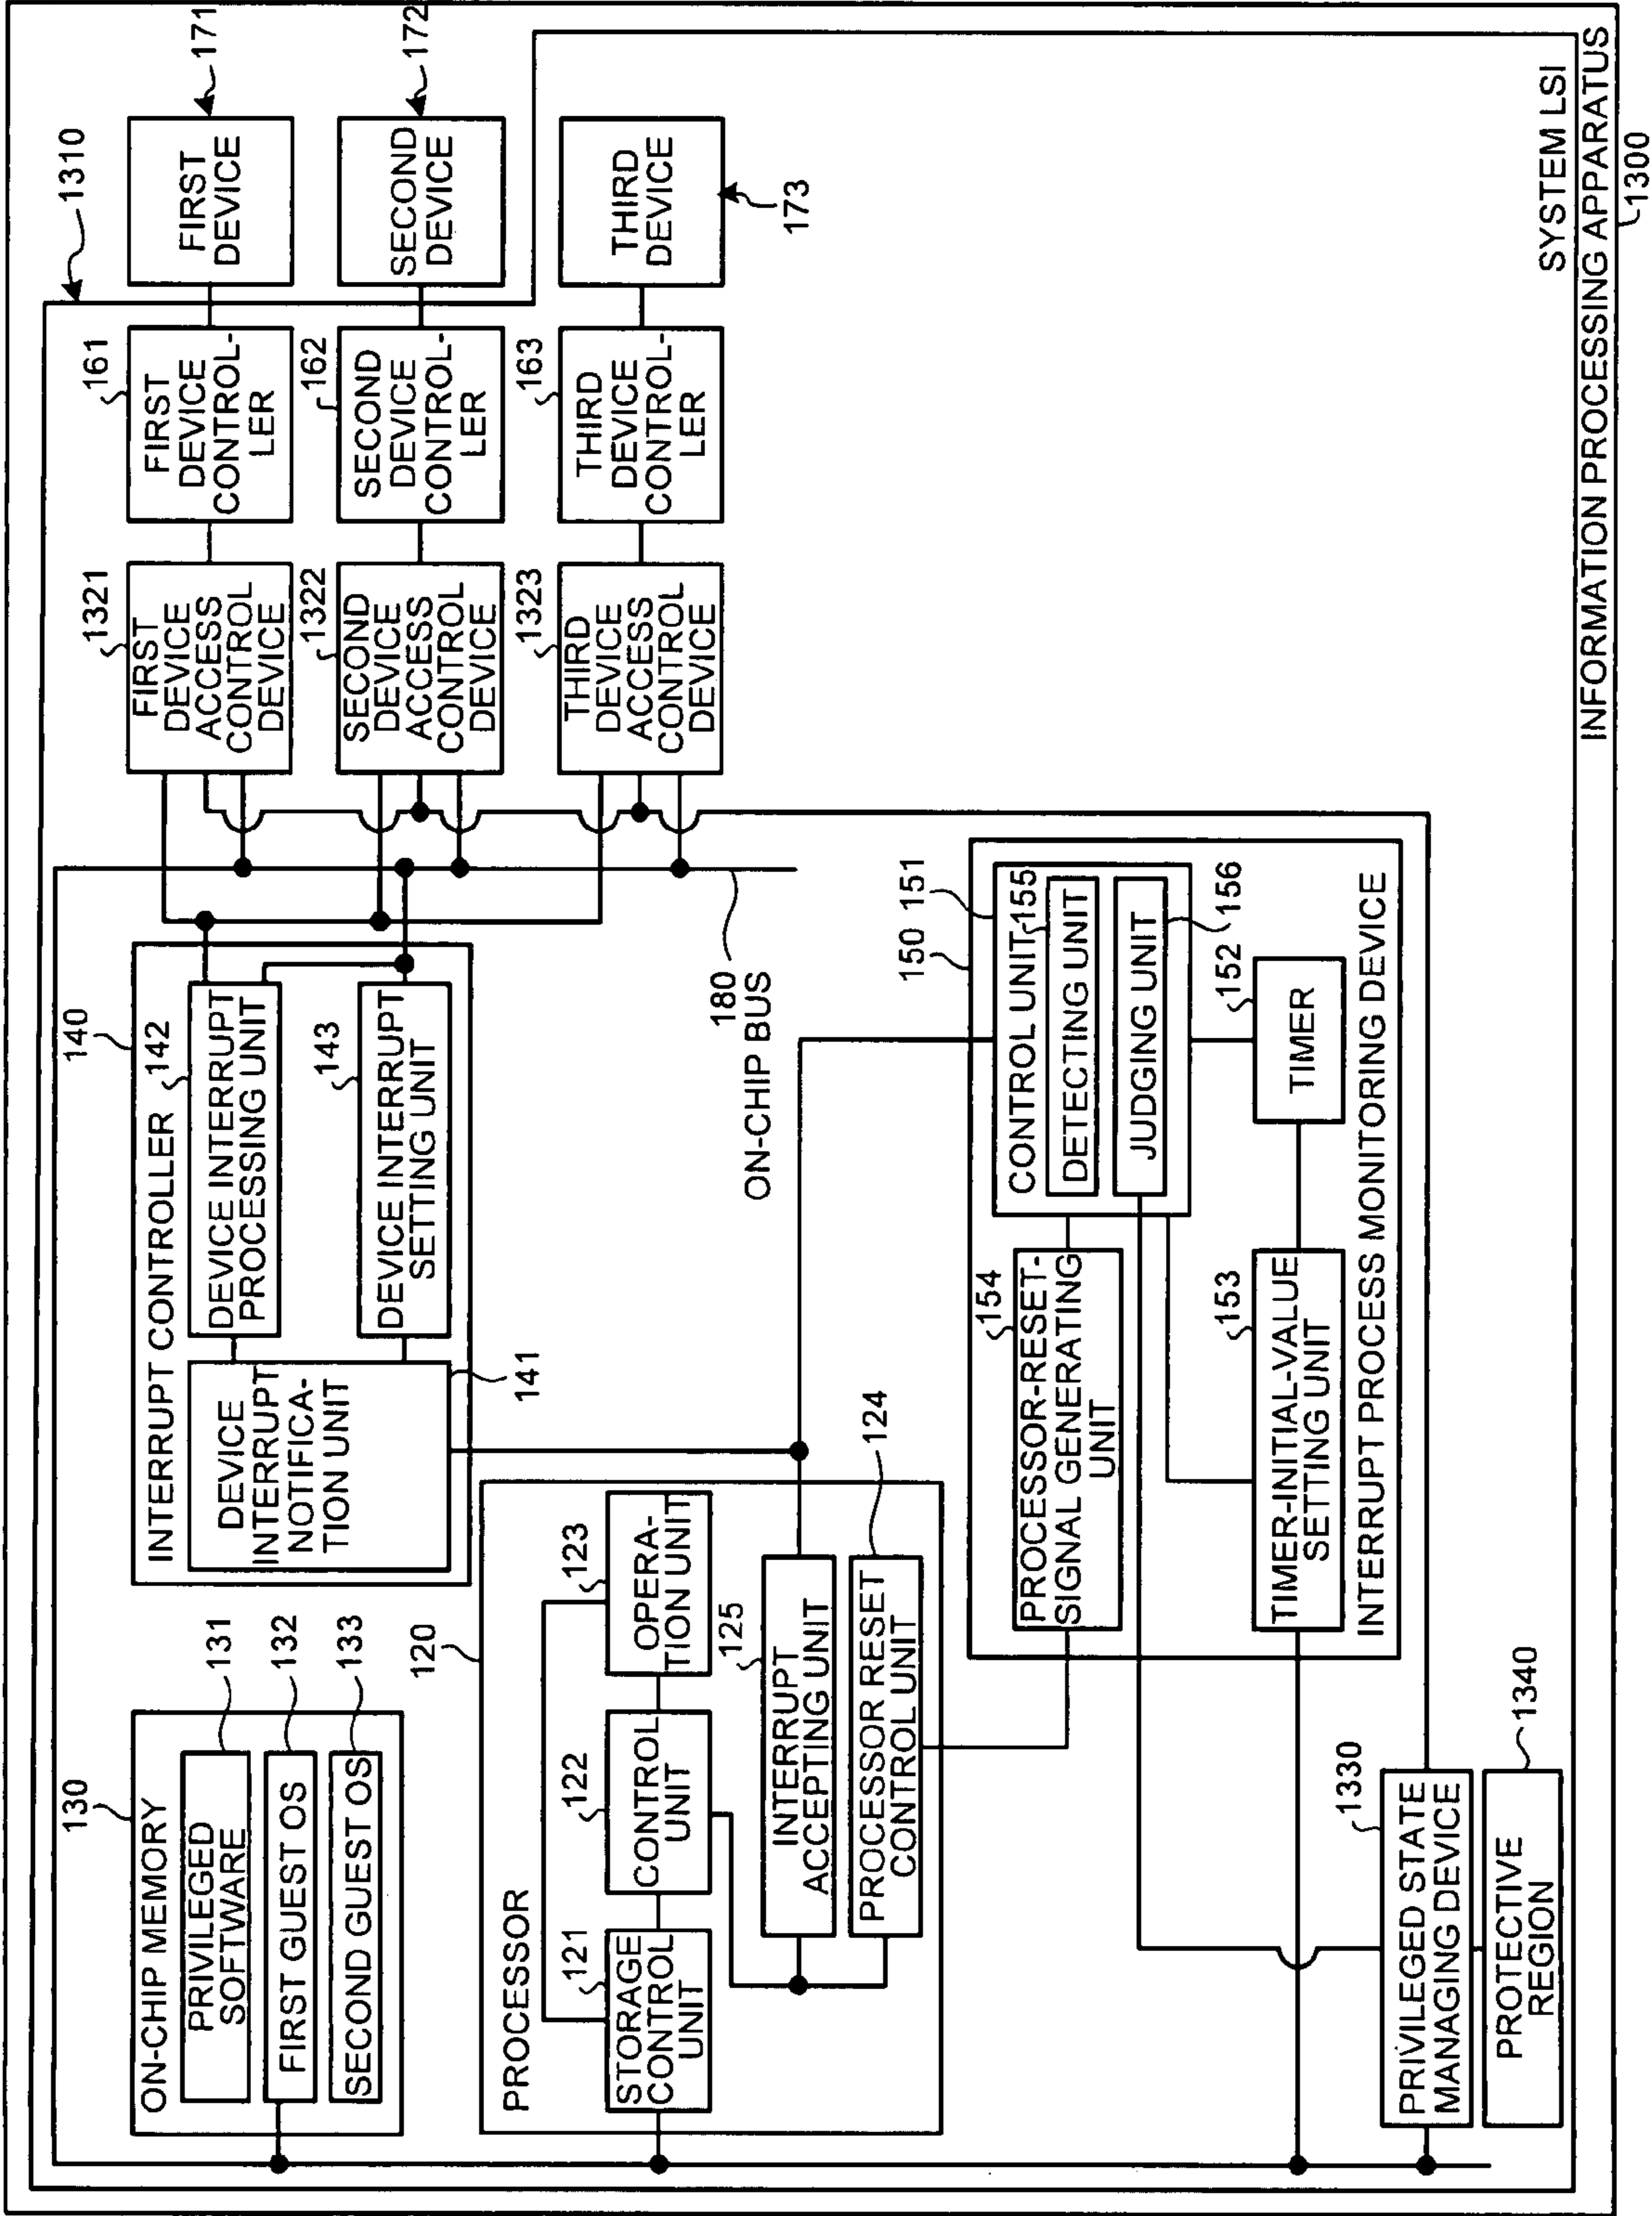 1310
161
1321
FIRST
DEVICE
ACCESS
CONTROL
DEVICE
FIRST
DEVICE
CONTROL-
LER
FIRST
DEVICE
171
162
1322
SECOND
DEVICE
ACCESS
CONTROL
DEVICE
SECOND
DEVICE
CONTROL-
LER
SECOND
DEVICE
172
163
1323
THIRD
DEVICE
ACCESS
CONTROL
DEVICE
THIRD
DEVICE
CONTROL-
LER
THIRD
DEVICE
173
130
ON-CHIP MEMORY
PRIVILEGED
SOFTWARE
131
FIRST GUEST OS
132
SECOND GUEST OS
133
140
INTERRUPT CONTROLLER
142
DEVICE
INTERRUPT
NOTIFICA-
TION UNIT
141
DEVICE INTERRUPT
PROCESSING UNIT
143
DEVICE INTERRUPT
SETTING UNIT
180
ON-CHIP BUS
120
PROCESSOR
121
STORAGE
CONTROL
UNIT
122
CONTROL
UNIT
123
OPERA-
TION UNIT
125
INTERRUPT
ACCEPTING UNIT
124
PROCESSOR RESET
CONTROL UNIT
150
151
CONTROL UNIT
155
DETECTING UNIT
JUDGING UNIT
156
154
PROCESSOR-RESET-
SIGNAL GENERATING
UNIT
152
TIMER
153
TIMER-INITIAL-VALUE
SETTING UNIT
INTERRUPT PROCESS MONITORING DEVICE
1330
PRIVILEGED STATE
MANAGING DEVICE
1340
PROTECTIVE
REGION
SYSTEM LSI
INFORMATION PROCESSING APPARATUS
1300